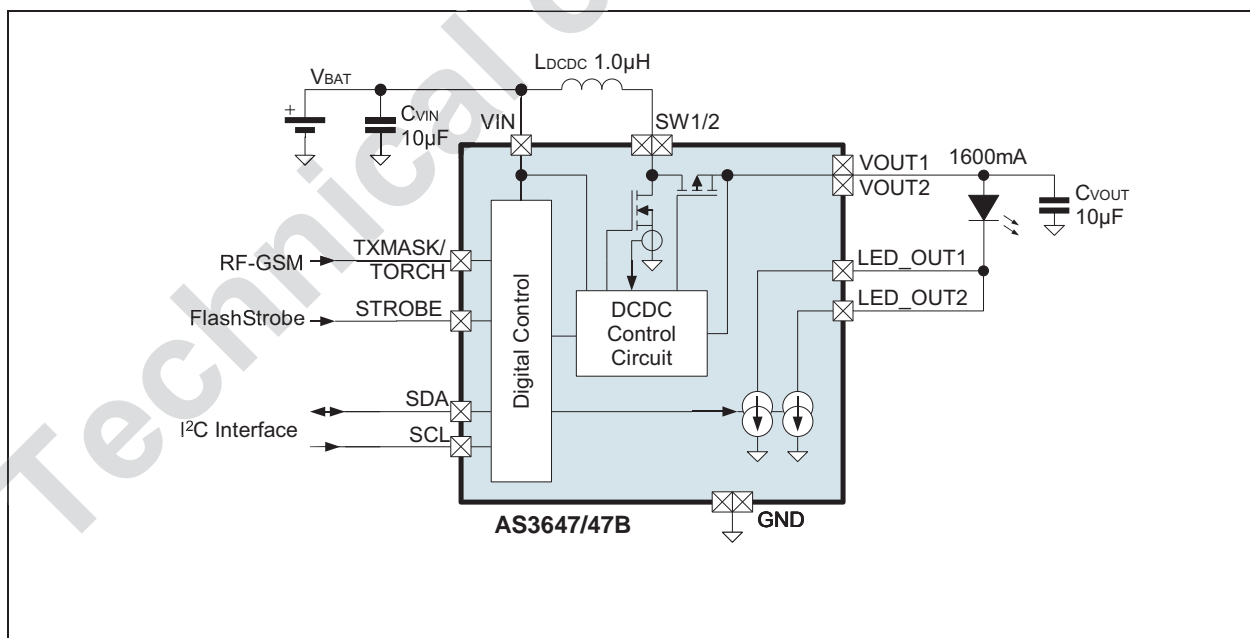 Technical c
LDCDC 1.0µH
VBAT
CVIN
10µF
VIN
SW1/2
VOUT1
VOUT2
1600mA
CVOUT
10µF
RF-GSM
TXMASK/
TORCH
FlashStrobe
STROBE
Digital Control
DCDC
Control
Circuit
LED_OUT1
LED_OUT2
SDA
I²C Interface
SCL
AS3647/47B
GND